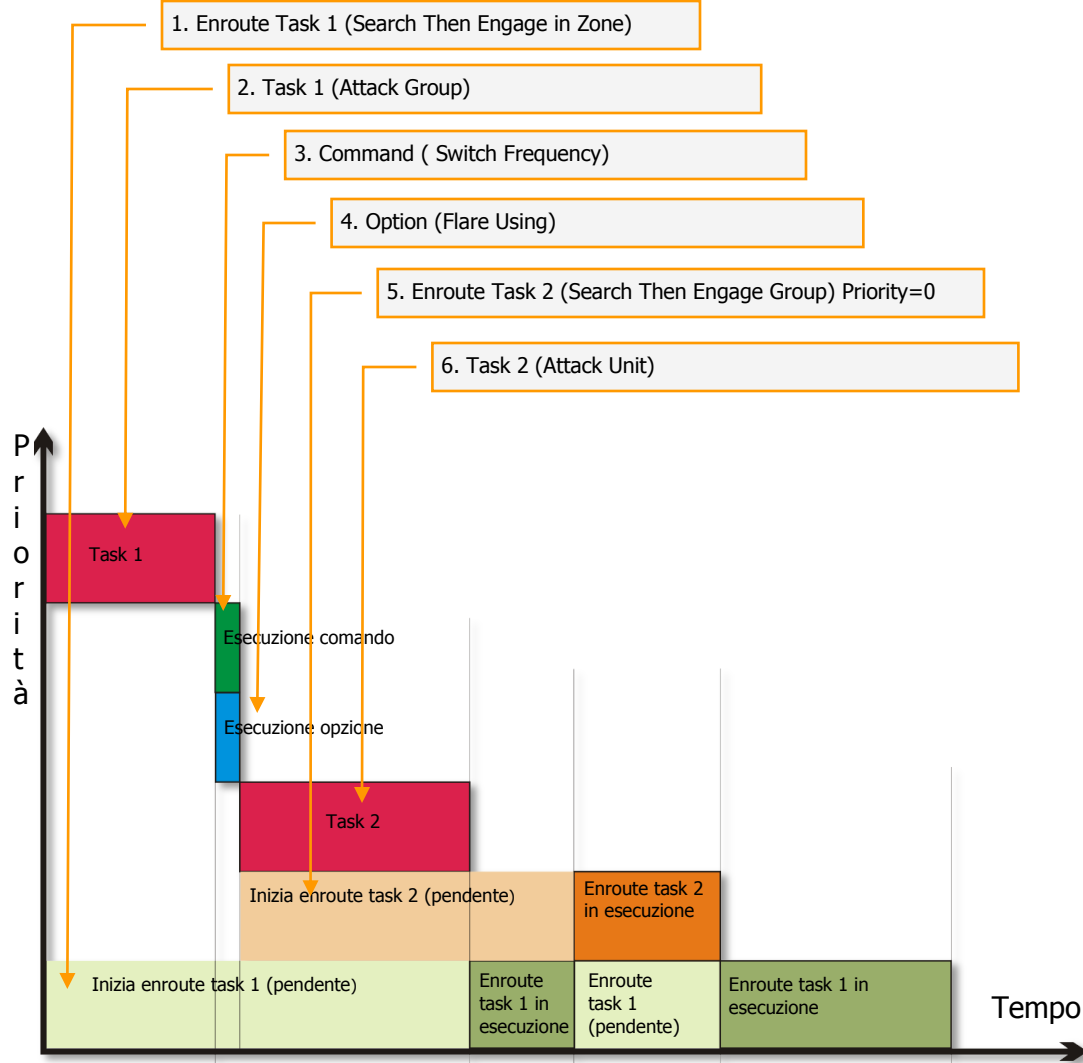 1. Enroute Task 1 (Search Then Engage in Zone)
2. Task 1 (Attack Group)
3. Command ( Switch Frequency)
4. Option (Flare Using)
5. Enroute Task 2 (Search Then Engage Group) Priority=0
6. Task 2 (Attack Unit)
Priorità
Task 1
Esecuzione comando
Esecuzione opzione
Task 2
Inizia enroute task 2 (pendente)
Enroute task 2
in esecuzione
Inizia enroute task 1 (pendente)
Enroute
task 1 in
esecuzione
Enroute
task 1
(pendente)
Enroute task 1 in
esecuzione
Tempo